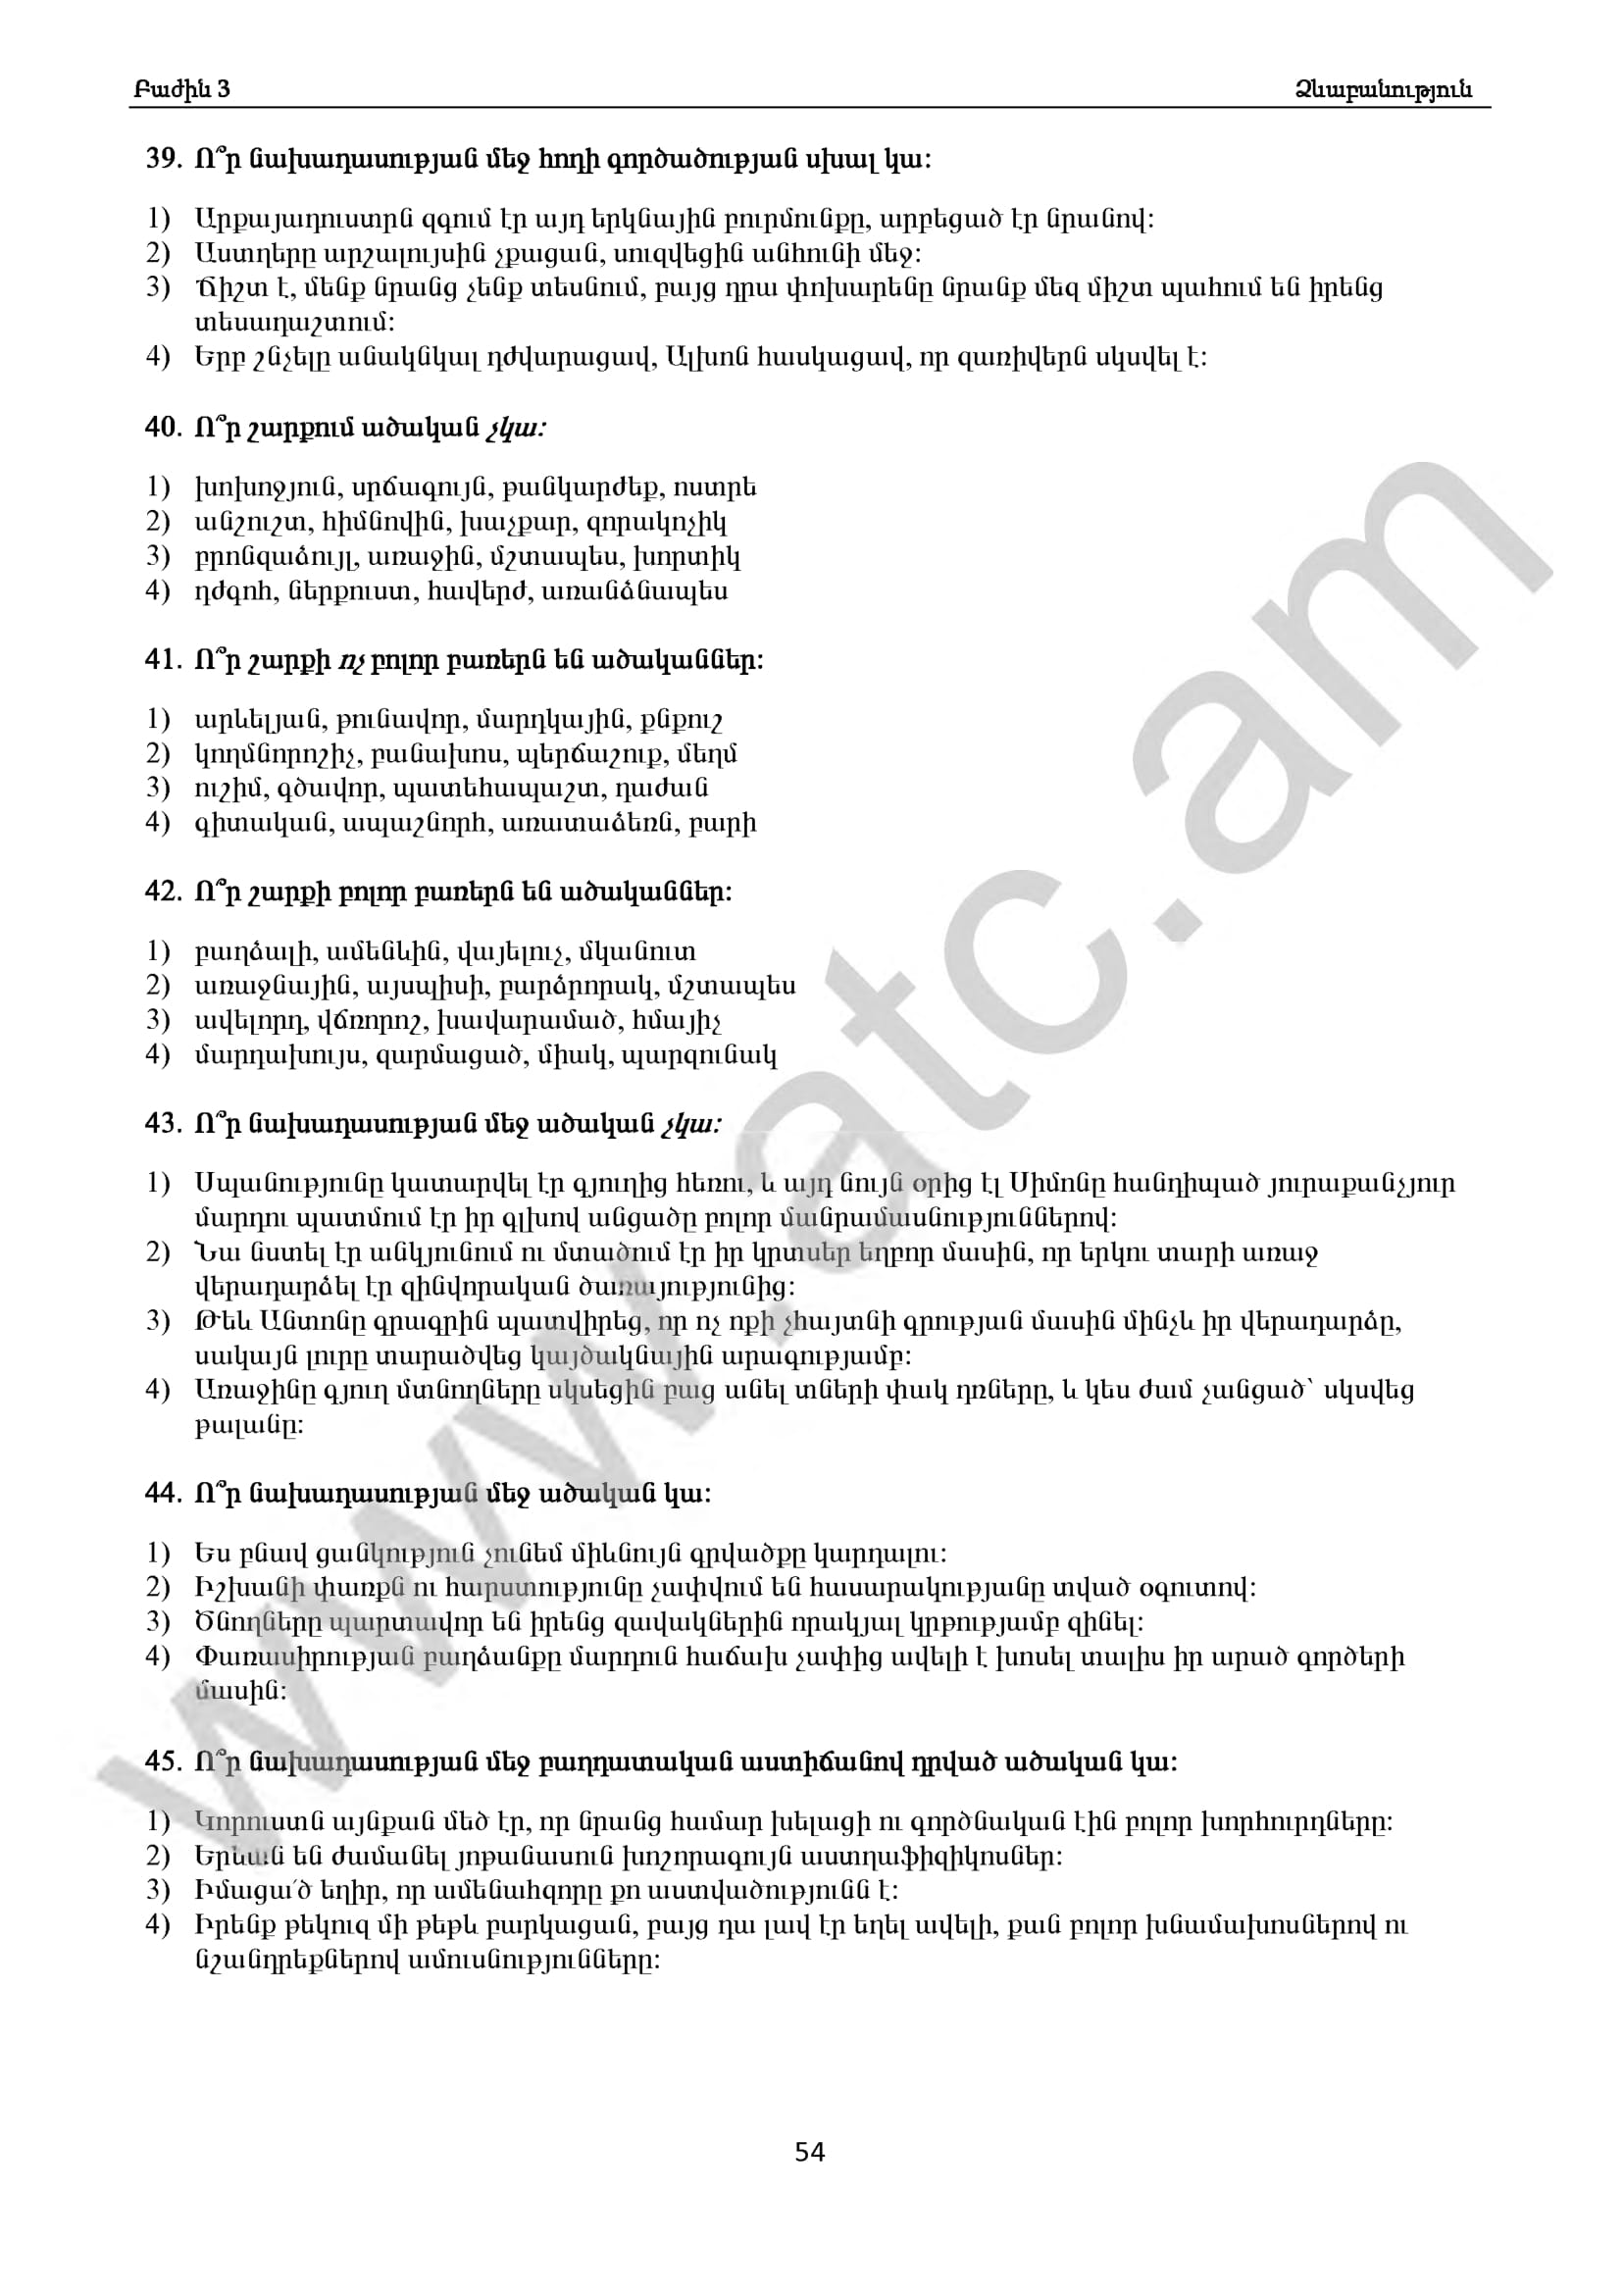 Բաժին 3 Ձևաբանություն
39. Ո՞ր նախադասության մեջ հոդի գործածության սխալ կա:
1) Արքայադուստրն զգում էր այդ երկնային բուրմունքը, արբեցած էր նրանով:
2) Աստղերը արշալույսին չքացան, սուզվեցին անհունի մեջ:
3) Ճիշտ է, մենք նրանց չենք տեսնում, բայց դրա փոխարենը նրանք մեզ միշտ պահում են իրենց
տեսադաշտում:
4) Երբ շնչելը անակնկալ դժվարացավ, Ալխոն հասկացավ, որ զառիվերն սկսվել է:
40. Ո՞ր շարքում ածական չկա:
1) խոխոջյուն, սրճագույն, թանկարժեք, ոստրե
2) անշուշտ, հիմնովին, խաչքար, զորակոչիկ
3) բրոնզաձույլ, առաջին, մշտապես, խորտիկ
4) դժգոհ, ներքուստ, հավերժ, առանձնապես
41. Ո՞ր շարքի ոչ բոլոր բառերն են ածականներ:
1) արևելյան, թունավոր, մարդկային, քնքուշ
2) կողմնորոշիչ, բանախոս, պերճաշուք, մեղմ
3) ուշիմ, գծավոր, պատեհապաշտ, դաժան
4) գիտական, ապաշնորհ, առատաձեռն, բարի
42. Ո՞ր շարքի բոլոր բառերն են ածականներ:
1) բաղձալի, ամենևին, վայելուչ, մկանուտ
2) առաջնային, այսպիսի, բարձրորակ, մշտապես
3) ավելորդ, վճռորոշ, խավարամած, հմայիչ
4) մարդախույս, զարմացած, միակ, պարզունակ
43. Ո՞ր նախադասության մեջ ածական չկա:
1) Սպանությունը կատարվել էր գյուղից հեռու, և այդ նույն օրից էլ Սիմոնը հանդիպած յուրաքանչյուր
մարդու պատմում էր իր գլխով անցածը բոլոր մանրամասնություններով:
2) Նա նստել էր անկյունում ու մտածում էր իր կրտսեր եղբոր մասին, որ երկու տարի առաջ
վերադարձել էր զինվորական ծառայությունից:
3) Թեև Անտոնը գրագրին պատվիրեց, որ ոչ ոքի չհայտնի գրության մասին մինչև իր վերադարձը,
սակայն լուրը տարածվեց կայծակնային արագությամբ:
4) Առաջինը գյուղ մտնողները սկսեցին բաց անել տների փակ դռները, և կես ժամ չանցած՝ սկսվեց
թալանը:
44. Ո՞ր նախադասության մեջ ածական կա:
1) Ես բնավ ցանկություն չունեմ միևնույն գրվածքը կարդալու:
2) Իշխանի փառքն ու հարստությունը չափվում են հասարակությանը տված օգուտով:
3) Ծնողները պարտավոր են իրենց զավակներին որակյալ կրթությամբ զինել:
4) Փառասիրության բաղձանքը մարդուն հաճախ չափից ավելի է խոսել տալիս իր արած գործերի
մասին:
45. Ո՞ր նախադասության մեջ բաղդատական աստիճանով դրված ածական կա:
1) Կորուստն այնքան մեծ էր, որ նրանց համար խելացի ու գործնական էին բոլոր խորհուրդները:
2) Երևան են ժամանել յոթանասուն խոշորագույն աստղաֆիզիկոսներ:
3) Իմացա՛ծ եղիր, որ ամենահզորը քո աստվածությունն է:
4) Իրենք թեկուզ մի թեթև բարկացան, բայց դա լավ էր եղել ավելի, քան բոլոր խնամախոսներով ու
նշանդրեքներով ամուսնությունները:
54
www.atc.am